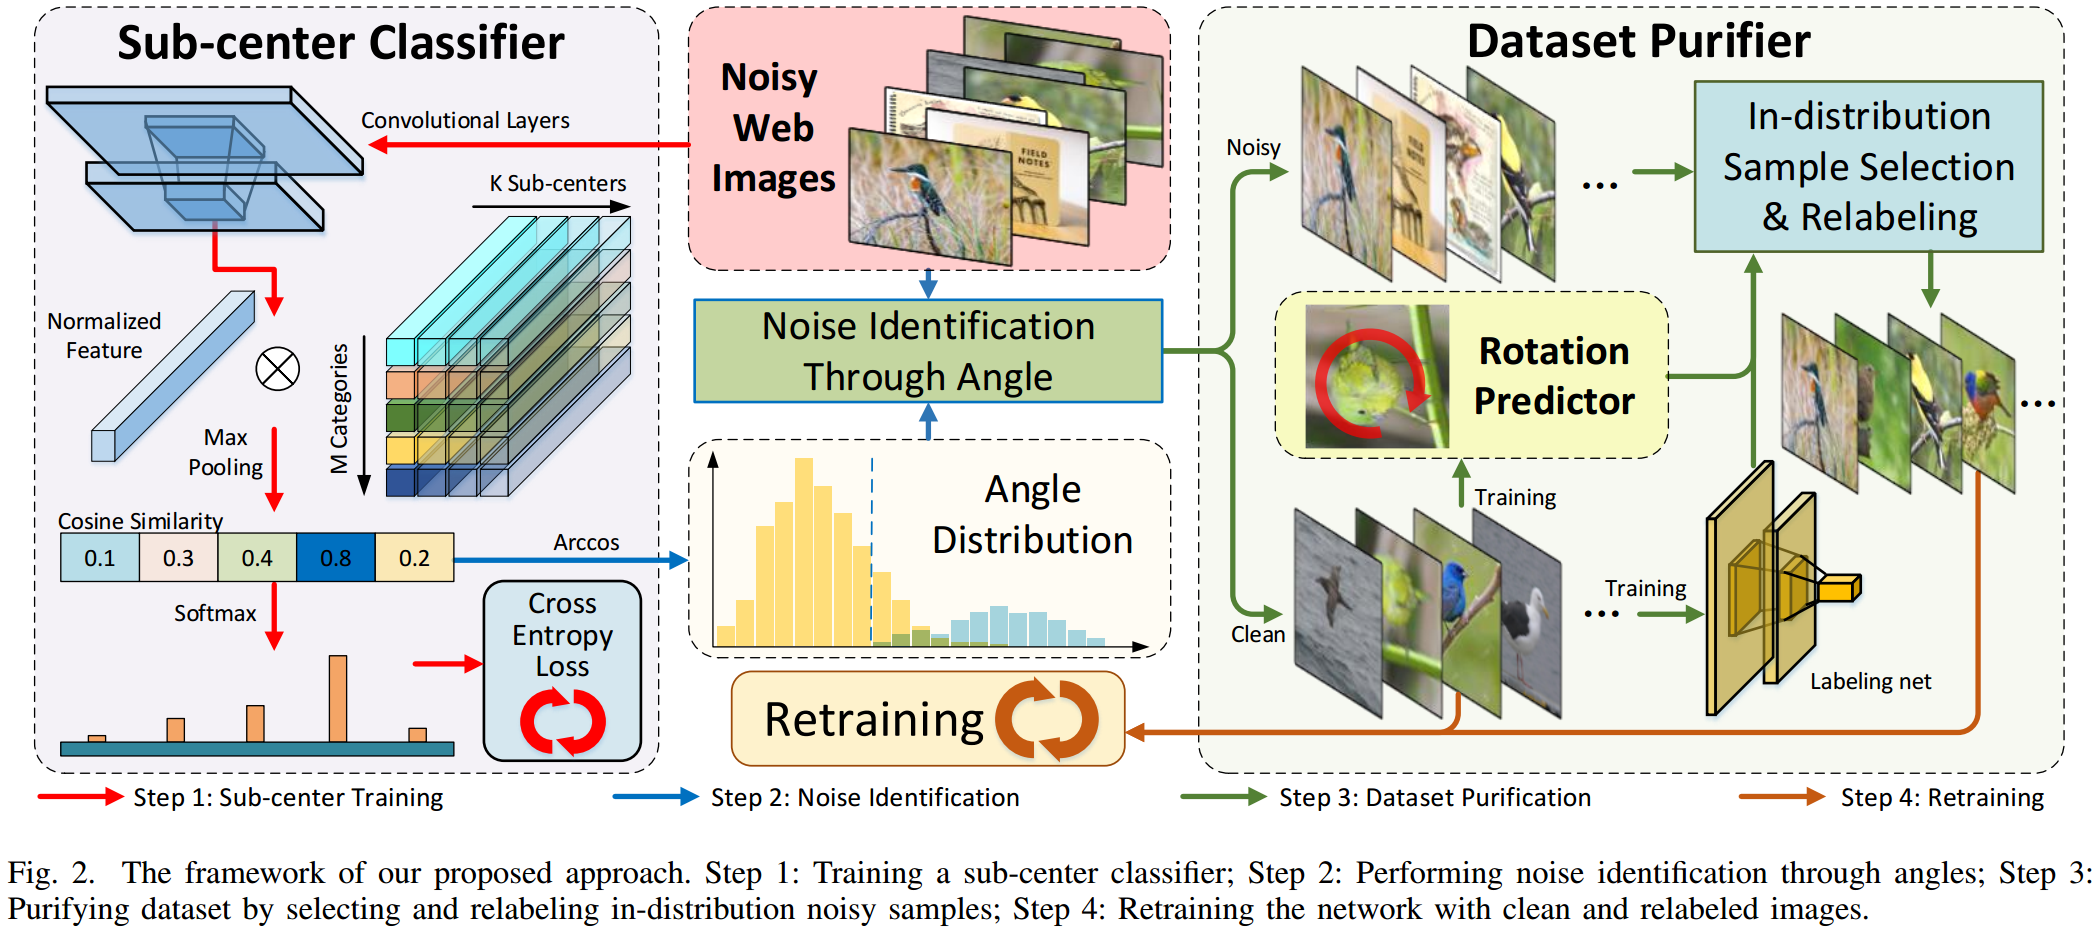 Sub-center Classifier
Convolutional Layers
K Sub-centers
Normalized
Feature
M Categories
Max
Pooling
Cosine Similarity
0.1 0.3 0.4 0.8 0.2
Arccos
Softmax
Cross
Entropy
Loss
Noisy
Web
Images
FIELD
NOTES
Noise Identification
Through Angle
Angle
Distribution
Retraining
Dataset Purifier
Noisy
...
In-distribution
Sample Selection
& Relabeling
Rotation
Predictor
...
Training
Clean
...
Training
Labeling net
Step 1: Sub-center Training
Step 2: Noise Identification
Step 3: Dataset Purification
Step 4: Retraining
Fig. 2. The framework of our proposed approach. Step 1: Training a sub-center classifier; Step 2: Performing noise identification through angles; Step 3:
Purifying dataset by selecting and relabeling in-distribution noisy samples; Step 4: Retraining the network with clean and relabeled images.